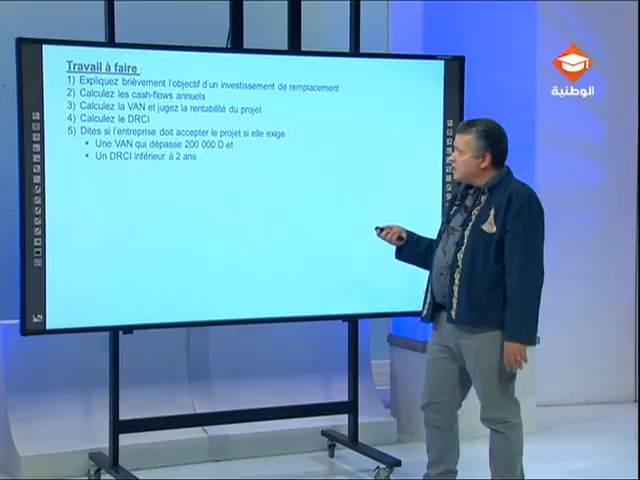 Travail à faire :
1) Expliquez brièvement l'objectif d'un investissement de remplacement
2) Calculez les cash-flows annuels
3) Calculez la VAN et jugez la rentabilité du projet
4) Calculez le DRCI
5) Dites si l'entreprise doit accepter le projet si elle exige :
• Une VAN qui dépasse 200 000 D et
• Un DRCI inférieur à 2 ans
الوطنية